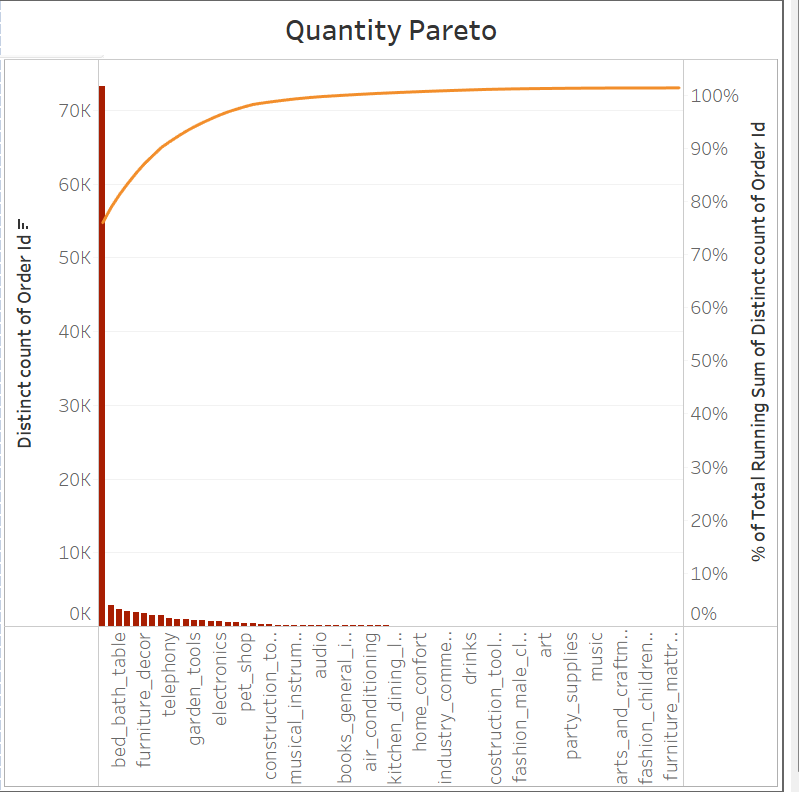 Quantity Pareto
Distinct count of Order Id
70K
60K
50K
40K
30K
20K
10K
0K
100%
90%
80%
70%
60%
50%
40%
30%
20%
10%
0%
% of Total Running Sum of Distinct count of Order Id
bed_bath_table
furniture_decor
telephony
garden_tools
electronics
pet_shop
construction_to..
musical_instrum..
audio
books_general_i..
air_conditioning
kitchen_dining_l..
home_confort
industry_comme..
drinks
costruction_tool..
fashion_male_cl..
art
party_supplies
music
arts_and_craftm..
fashion_children..
furniture_mattr..